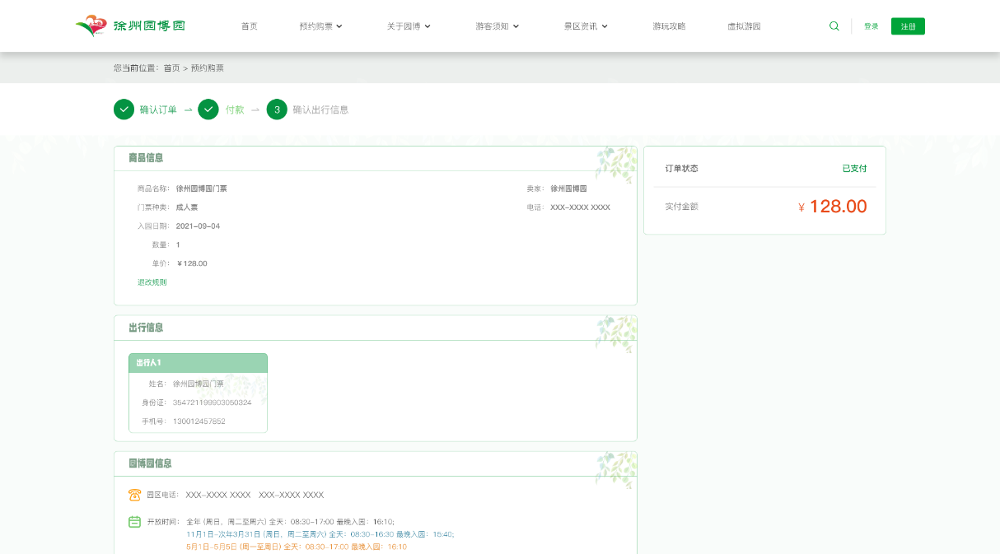 徐州园博园
首页 预约购票 关于园博 游客须知 景区资讯 游玩攻略 虚拟游园 登录 注册
您当前位置：首页 > 预约购票
确认订单 付款 3 确认出行信息
商品信息
商品名称： 徐州园博园门票
卖家： 徐州园博园
门票种类： 成人票
电话： XXX-XXXX XXXX
入园日期： 2021-09-04
数量： 1
单价： ￥128.00
退改规则
订单状态 已支付
实付金额 ￥128.00
出行信息
出行人1
姓名： 徐州园博园门票
身份证： 354721199903050324
手机号： 130012457852
园博园信息
园区电话： XXX-XXXX XXXX XXX-XXXX XXXX
开放时间： 全年 (周日，周二至周六) 全天：08:30-17:00 最晚入园：16:10;
11月1日-次年3月31日 (周日，周二至周六) 全天：08:30-16:30 最晚入园：15:40;
5月1日-5月5日 (周一至周日) 全天：08:30-17:00 最晚入园：16:10